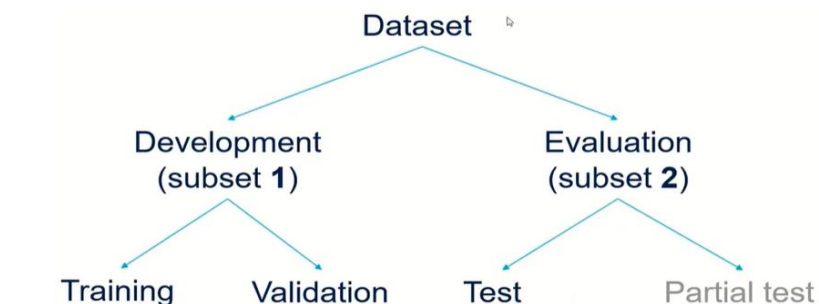 Dataset
Development
(subset 1)
Evaluation
(subset 2)
Training
Validation
Test
Partial test